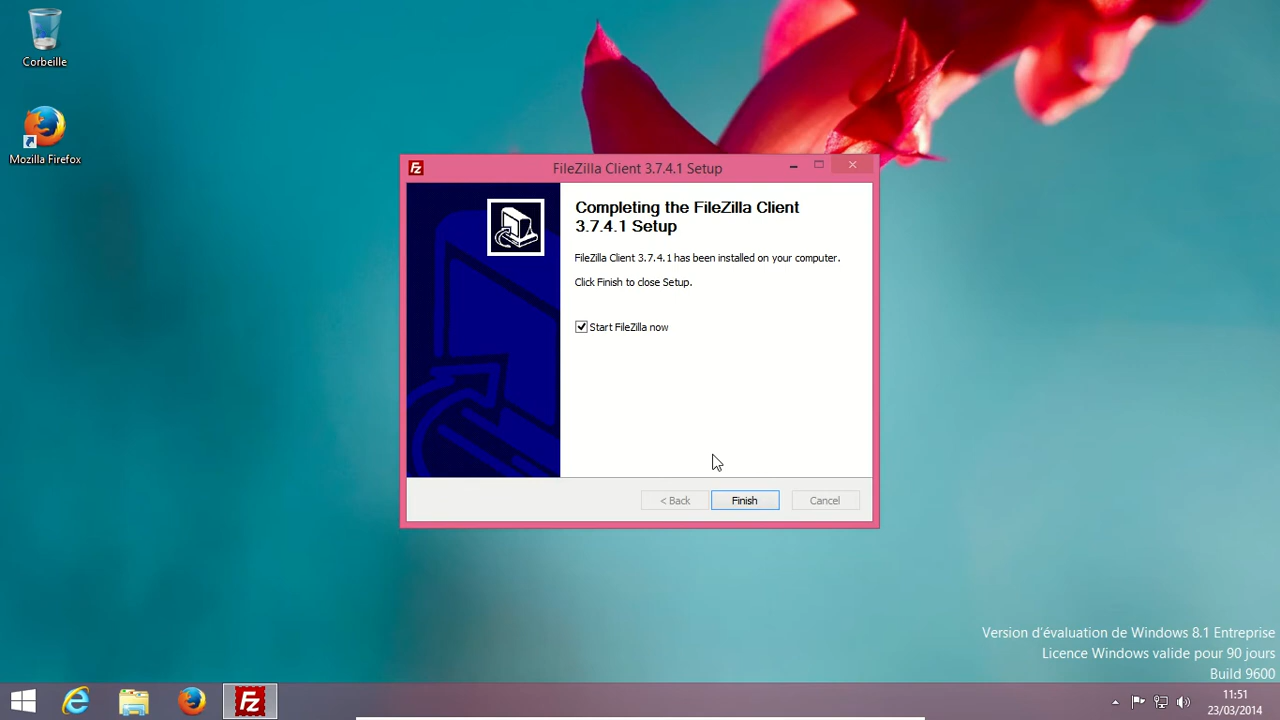 Corbeille
Mozilla Firefox
FileZilla Client 3.7.4.1 Setup
Completing the FileZilla Client
3.7.4.1 Setup
FileZilla Client 3.7.4.1 has been installed on your computer.
Click Finish to close Setup.
Start FileZilla now
< Back
Finish
Cancel
Version d'évaluation de Windows 8.1 Entreprise
Licence Windows valide pour 90 jours
Build 9600
11:51
23/03/2014